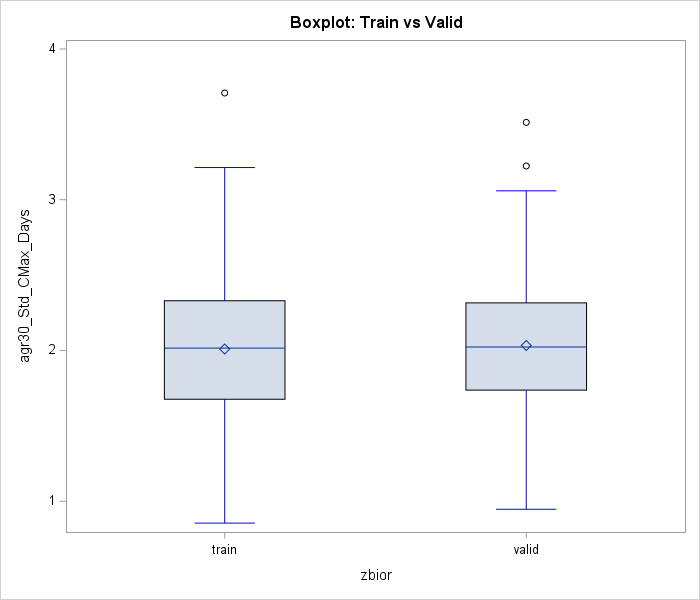 Boxplot: Train vs Valid
4
3
2
1
agr30_Std_CMax_Days
train
valid
zbior